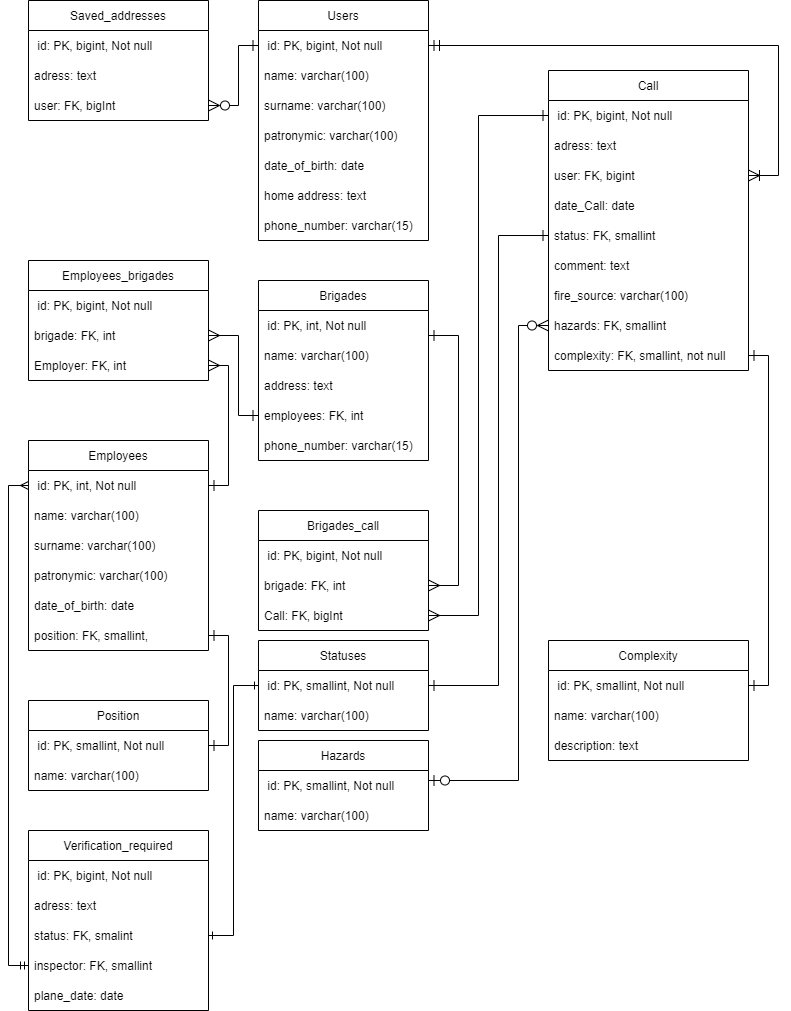 Saved_addresses
id: PK, bigint, Not null
adress: text
user: FK, bigInt
Users
id: PK, bigint, Not null
name: varchar(100)
surname: varchar(100)
patronymic: varchar(100)
date_of_birth: date
home address: text
phone_number: varchar(15)
Call
id: PK, bigint, Not null
adress: text
user: FK, bigint
date_Call: date
status: FK, smallint
comment: text
fire_source: varchar(100)
hazards: FK, smallint
complexity: FK, smallint, not null
Employees_brigades
id: PK, bigint, Not null
brigade: FK, int
Employer: FK, int
Brigades
id: PK, int, Not null
name: varchar(100)
address: text
employees: FK, int
phone_number: varchar(15)
Employees
id: PK, int, Not null
name: varchar(100)
surname: varchar(100)
patronymic: varchar(100)
date_of_birth: date
position: FK, smallint,
Brigades_call
id: PK, bigint, Not null
brigade: FK, int
Call: FK, bigInt
Statuses
id: PK, smallint, Not null
name: varchar(100)
Complexity
id: PK, smallint, Not null
name: varchar(100)
description: text
Position
id: PK, smallint, Not null
name: varchar(100)
Hazards
id: PK, smallint, Not null
name: varchar(100)
Verification_required
id: PK, bigint, Not null
adress: text
status: FK, smalint
inspector: FK, smallint
plane_date: date